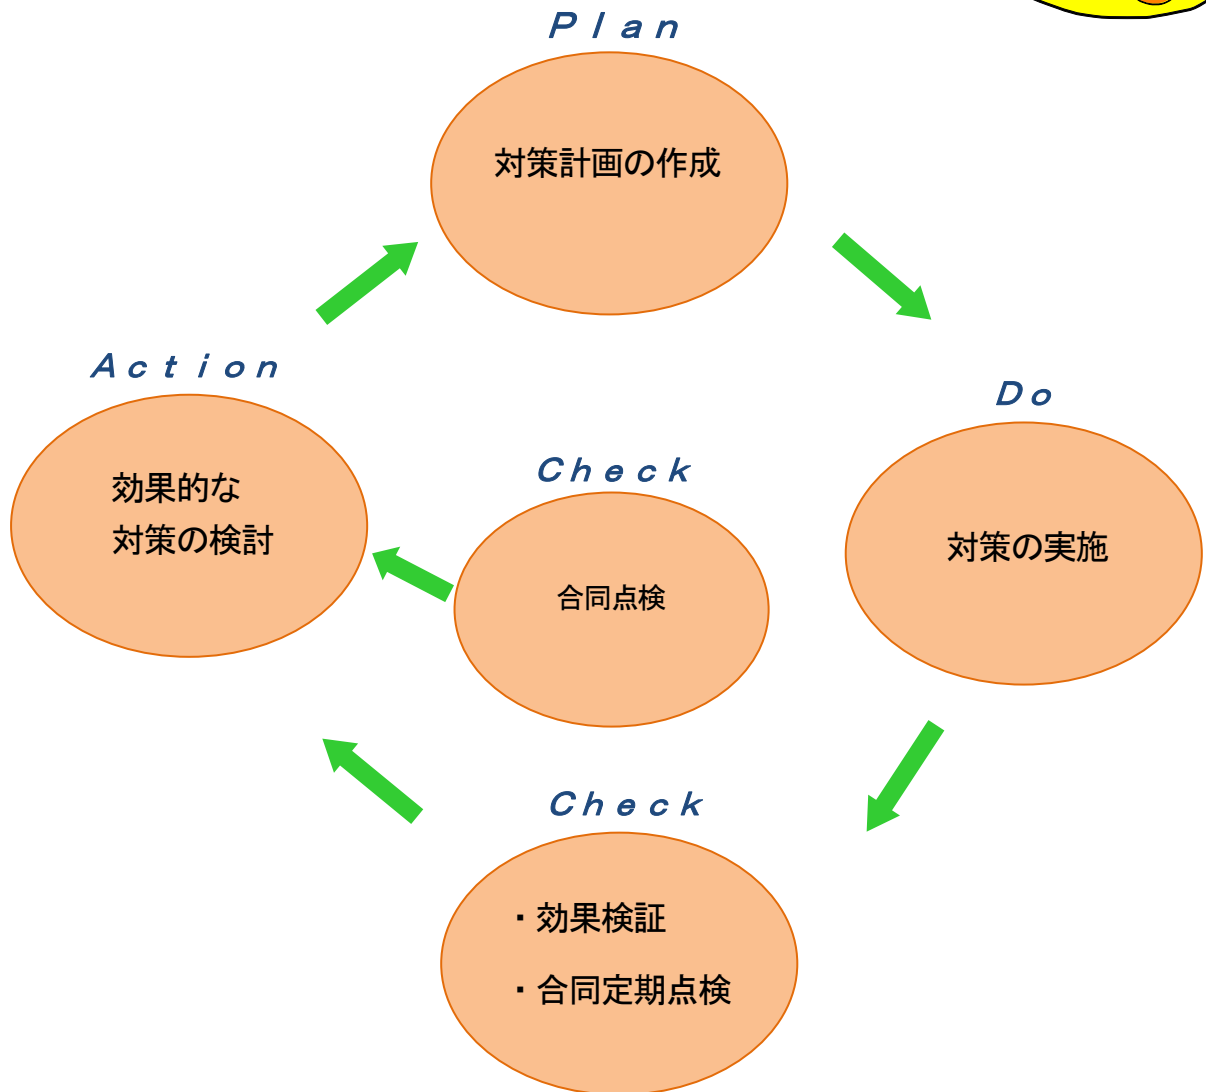 Ｐｌａｎ
対策計画の作成
Ａｃｔｉｏｎ
効果的な
対策の検討
Ｄｏ
対策の実施
Ｃｈｅｃｋ
合同点検
Ｃｈｅｃｋ
・効果検証
・合同定期点検